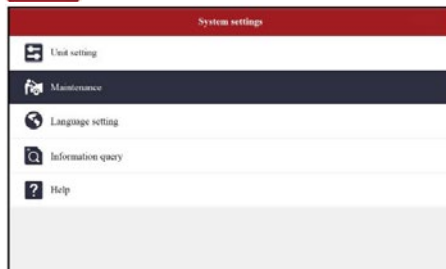 System settings
Unit setting
Maintenance
Language setting
Information query
Help